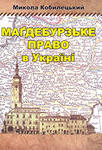 Микола Кобилецький
МАГДЕБУРЗЬКЕ
ПРАВО
в Україні